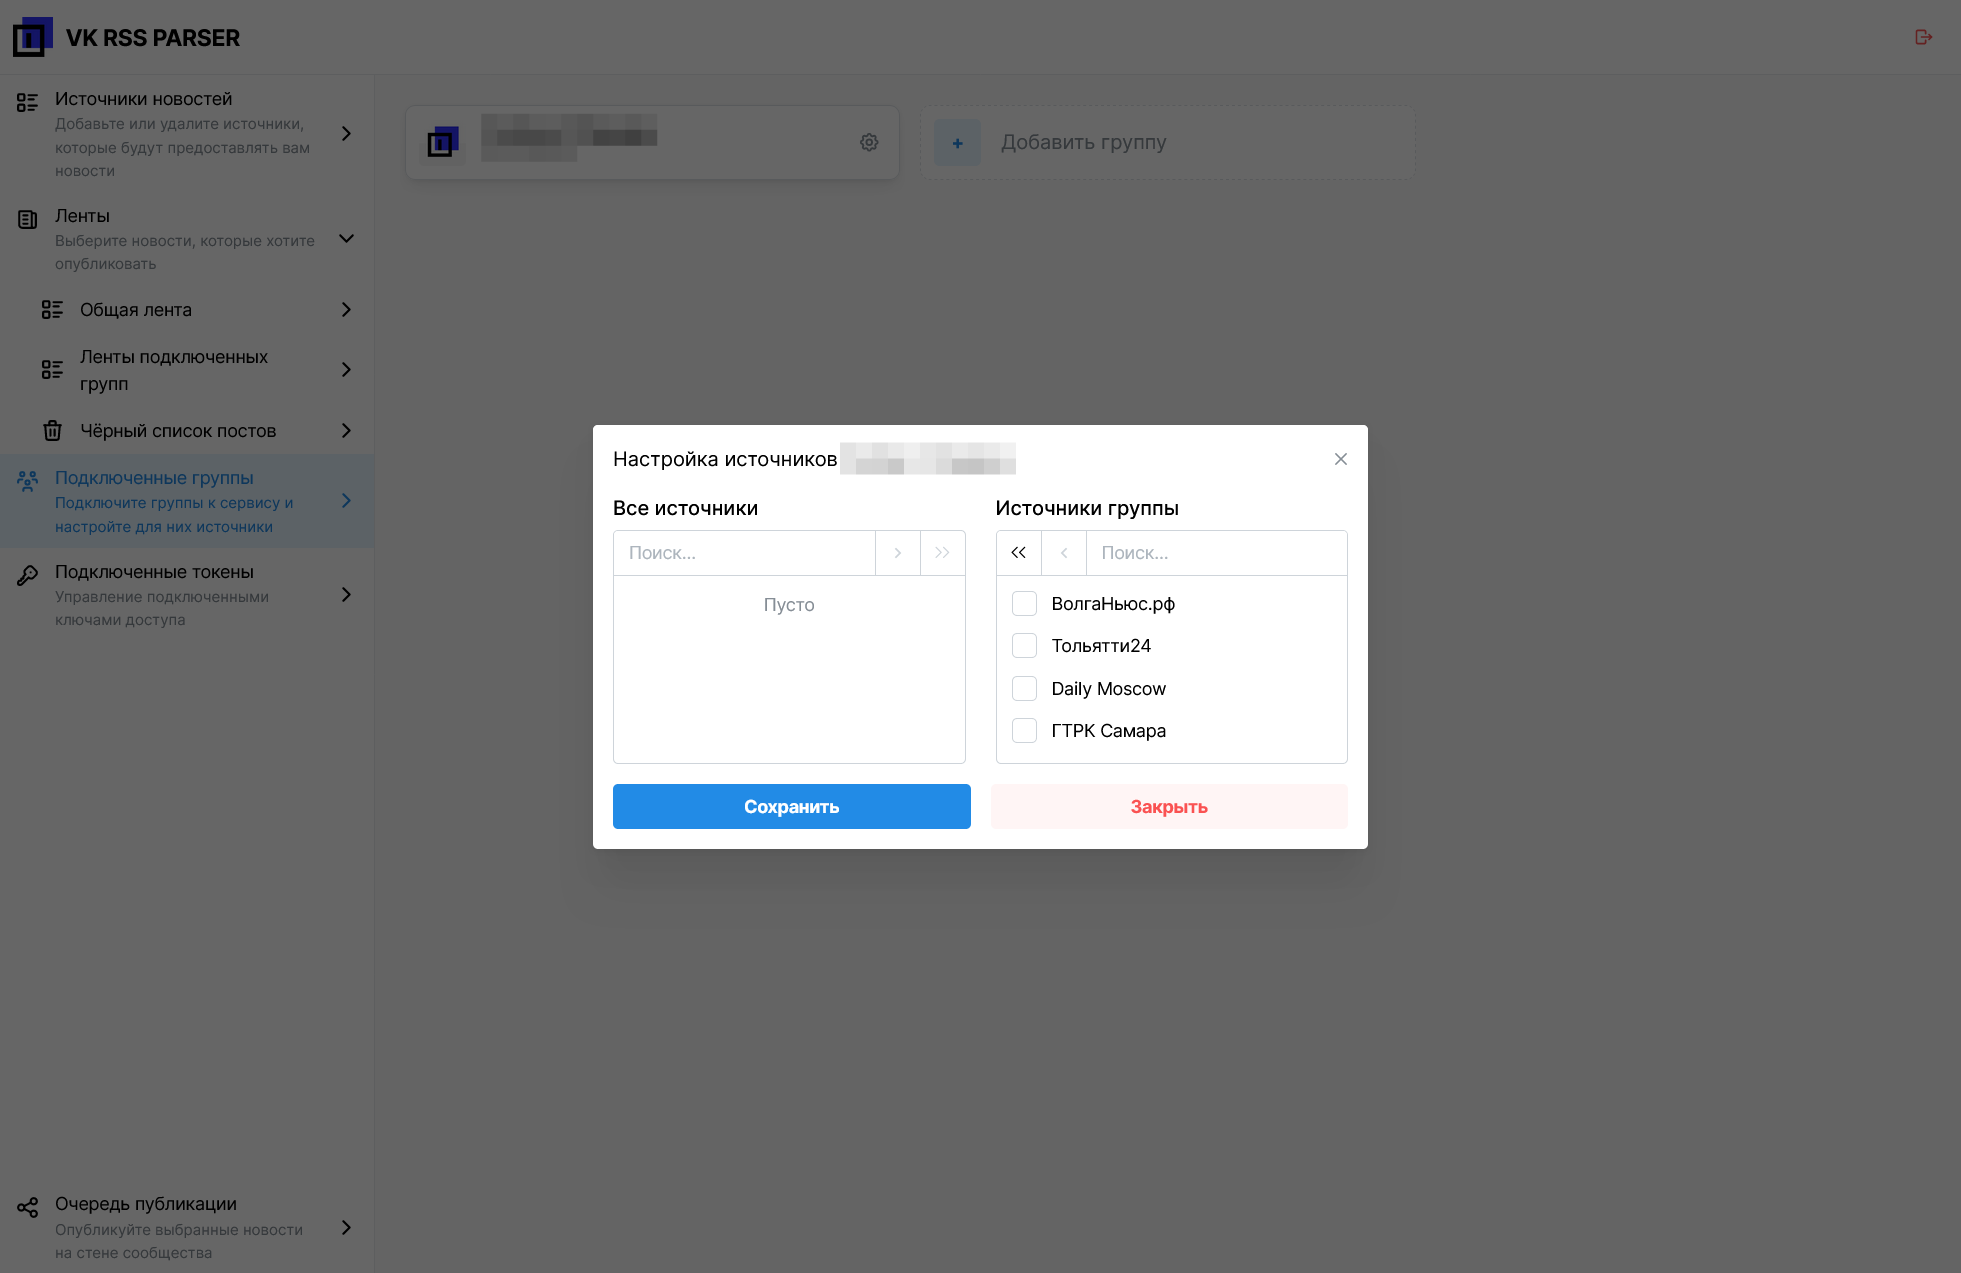 VK RSS PARSER
Источники новостей
Добавьте или удалите источники,
которые будут предоставлять вам
новости
Ленты
Выберите новости, которые хотите
опубликовать
Общая лента
Ленты подключенных
групп
Чёрный список постов
Подключенные группы
Подключите группы к сервису и
настройте для них источники
Подключенные токены
Управление подключенными
ключами доступа
Очередь публикации
Опубликуйте выбранные новости
на стене сообщества
+ Добавить группу
Настройка источников
Все источники
Поиск...
Пусто
Источники группы
Поиск...
ВолгаНьюс.рф
Тольятти24
Daily Moscow
ГТРК Самара
Сохранить
Закрыть